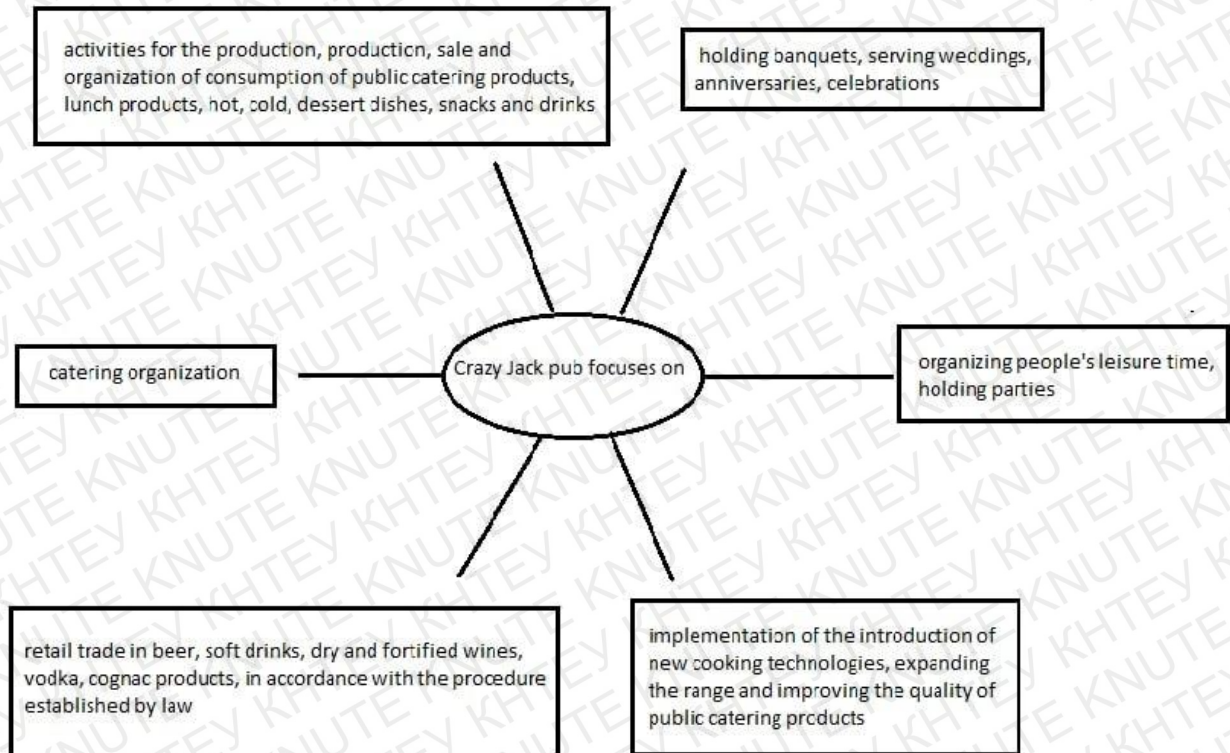 activities for the production, production, sale and
organization of consumption of public catering products,
lunch products, hot, cold, dessert dishes, snacks and drinks
holding banquets, serving weddings,
anniversaries, celebrations
catering organization
Crazy Jack pub focuses on
organizing people's leisure time,
holding parties
retail trade in beer, soft drinks, dry and fortified wines,
vodka, cognac products, in accordance with the procedure
established by law
implementation of the introduction of
new cooking technologies, expanding
the range and improving the quality of
public catering products